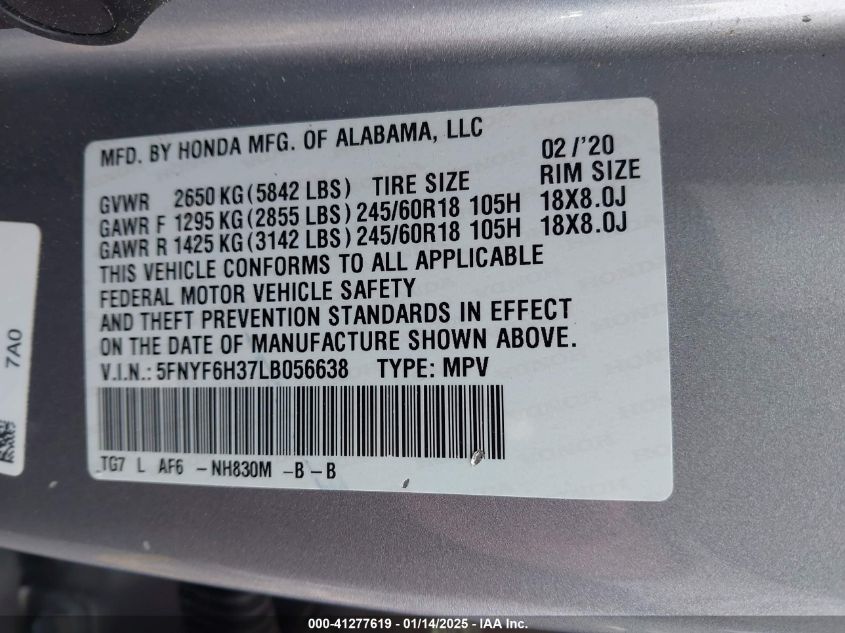 MFD. BY HONDA MFG. OF ALABAMA, LLC 02/'20
GVWR 2650 KG (5842 LBS) TIRE SIZE RIM SIZE
GAWR F 1295 KG (2855 LBS) 245/60R18 105H 18X8.0J
GAWR R 1425 KG (3142 LBS) 245/60R18 105H 18X8.0J
THIS VEHICLE CONFORMS TO ALL APPLICABLE
FEDERAL MOTOR VEHICLE SAFETY
AND THEFT PREVENTION STANDARDS IN EFFECT
ON THE DATE OF MANUFACTURE SHOWN ABOVE.
V.I.N.: 5FNYF6H37LB056638 TYPE: MPV
TG7 L AF6 -NH830M -B -B
7A0
000-41277619 - 01/14/2025 - IAA Inc.